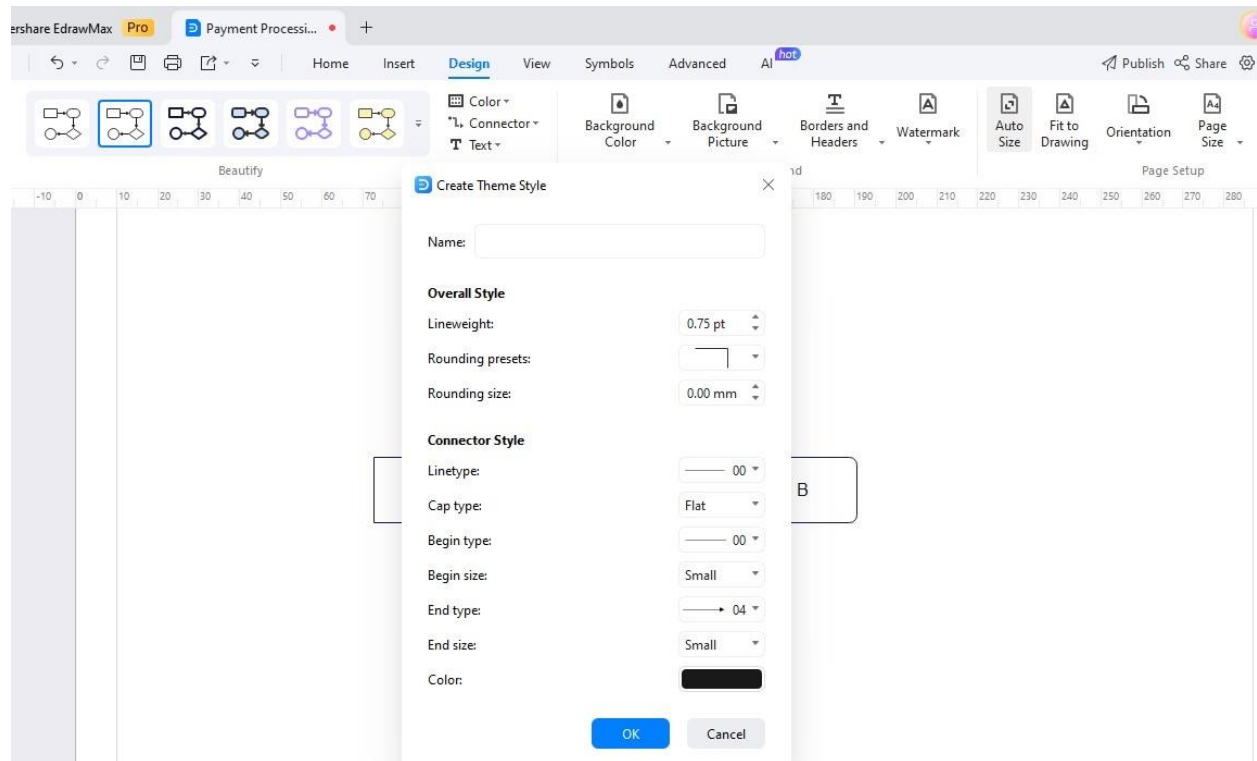 ershare EdrawMax Pro Payment Processi... +
Home Insert Design View Symbols Advanced AI hot Publish Share
Color
Connector
Text
Background Color
Background Picture
Borders and Headers
Watermark
Auto Size
Fit to Drawing
Orientation
Page Size
A4
Beautify
nd
Page Setup
-10 0 10 20 30 40 50 60 70 180 190 200 210 220 230 240 250 260 270 280
Create Theme Style
Name:
Overall Style
Lineweight: 0.75 pt
Rounding presets:
Rounding size: 0.00 mm
Connector Style
Linetype: 00
Cap type: Flat
Begin type: 00
Begin size: Small
End type: 04
End size: Small
Color:
OK Cancel
B